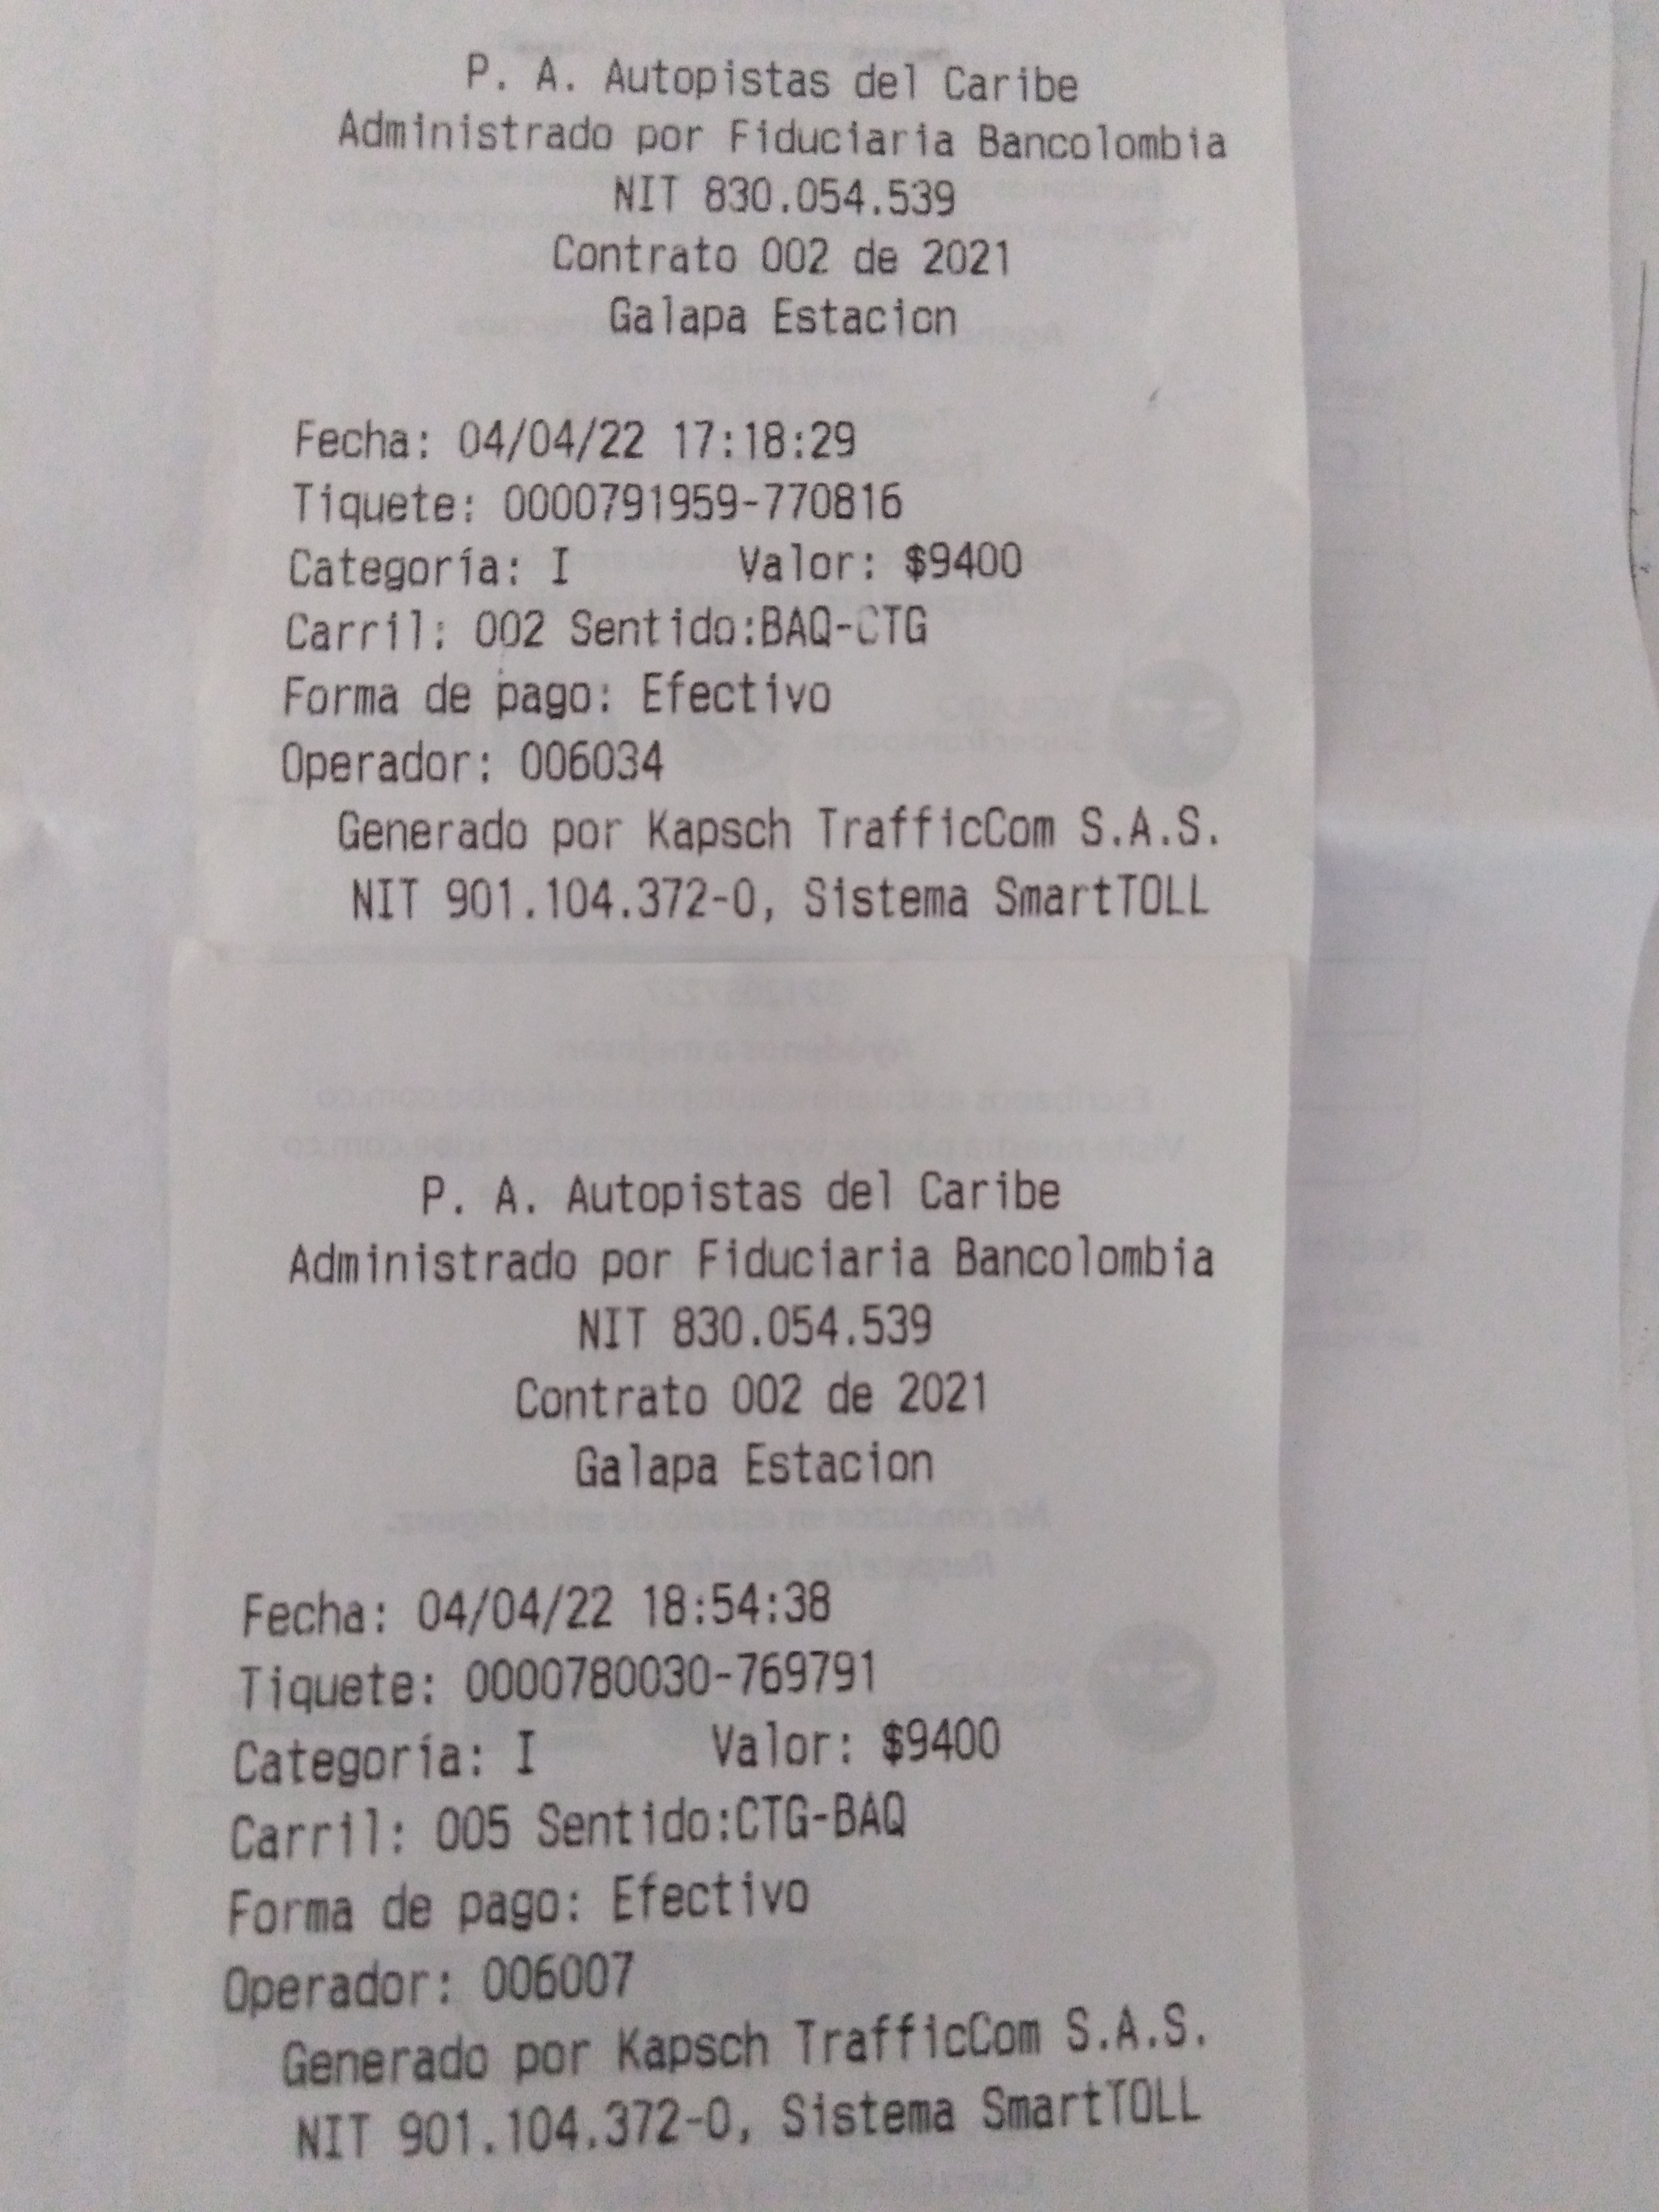 P. A. Autopistas del Caribe
Administrado por Fiduciaria Bancolombia
NIT 830.054.539
Contrato 002 de 2021
Galapa Estacion
Fecha: 04/04/22 17:18:29
Tiquete: 0000791959-770816
Categoría: I Valor: $9400
Carril: 002 Sentido:BAQ-CTG
Forma de pago: Efectivo
Operador: 006034
Generado por Kapsch TrafficCom S.A.S.
NIT 901.104.372-0, Sistema SmartTOLL
P. A. Autopistas del Caribe
Administrado por Fiduciaria Bancolombia
NIT 830.054.539
Contrato 002 de 2021
Galapa Estacion
Fecha: 04/04/22 18:54:38
Tiquete: 0000780030-769791
Categoría: I Valor: $9400
Carril: 005 Sentido:CTG-BAQ
Forma de pago: Efectivo
Operador: 006007
Generado por Kapsch TrafficCom S.A.S.
NIT 901.104.372-0, Sistema SmartTOLL